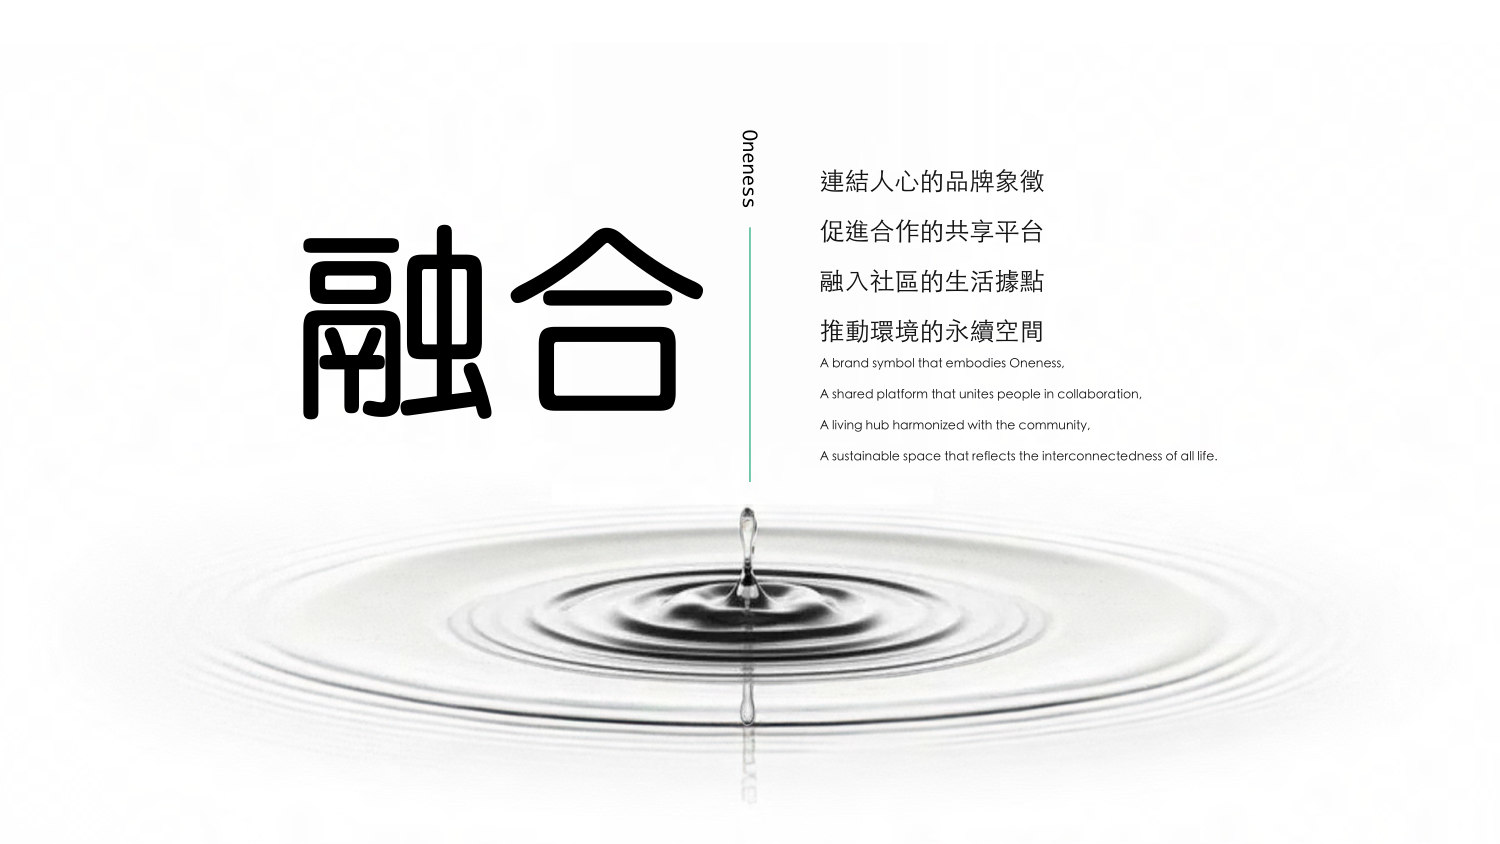 融合
Oneness
連結人心的品牌象徵
促進合作的共享平台
融入社區的生活據點
推動環境的永續空間
A brand symbol that embodies Oneness,
A shared platform that unites people in collaboration,
A living hub harmonized with the community,
A sustainable space that reflects the interconnectedness of all life.